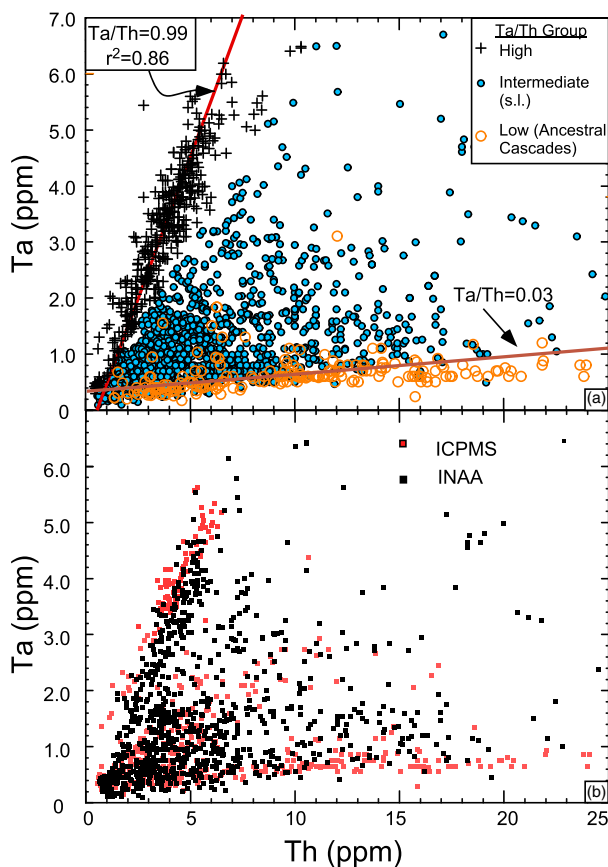 Ta/Th=0.99
r²=0.86
Ta/Th Group
High
Intermediate
(s.l.)
Low (Ancestral
Cascades)
7.0
6.0
5.0
4.0
3.0
2.0
1.0
0
Ta (ppm)
Ta/Th=0.03
(a)
ICPMS
INAA
6.0
5.0
4.0
3.0
2.0
1.0
0
Ta (ppm)
(b)
0 5 10 15 20 25
Th (ppm)